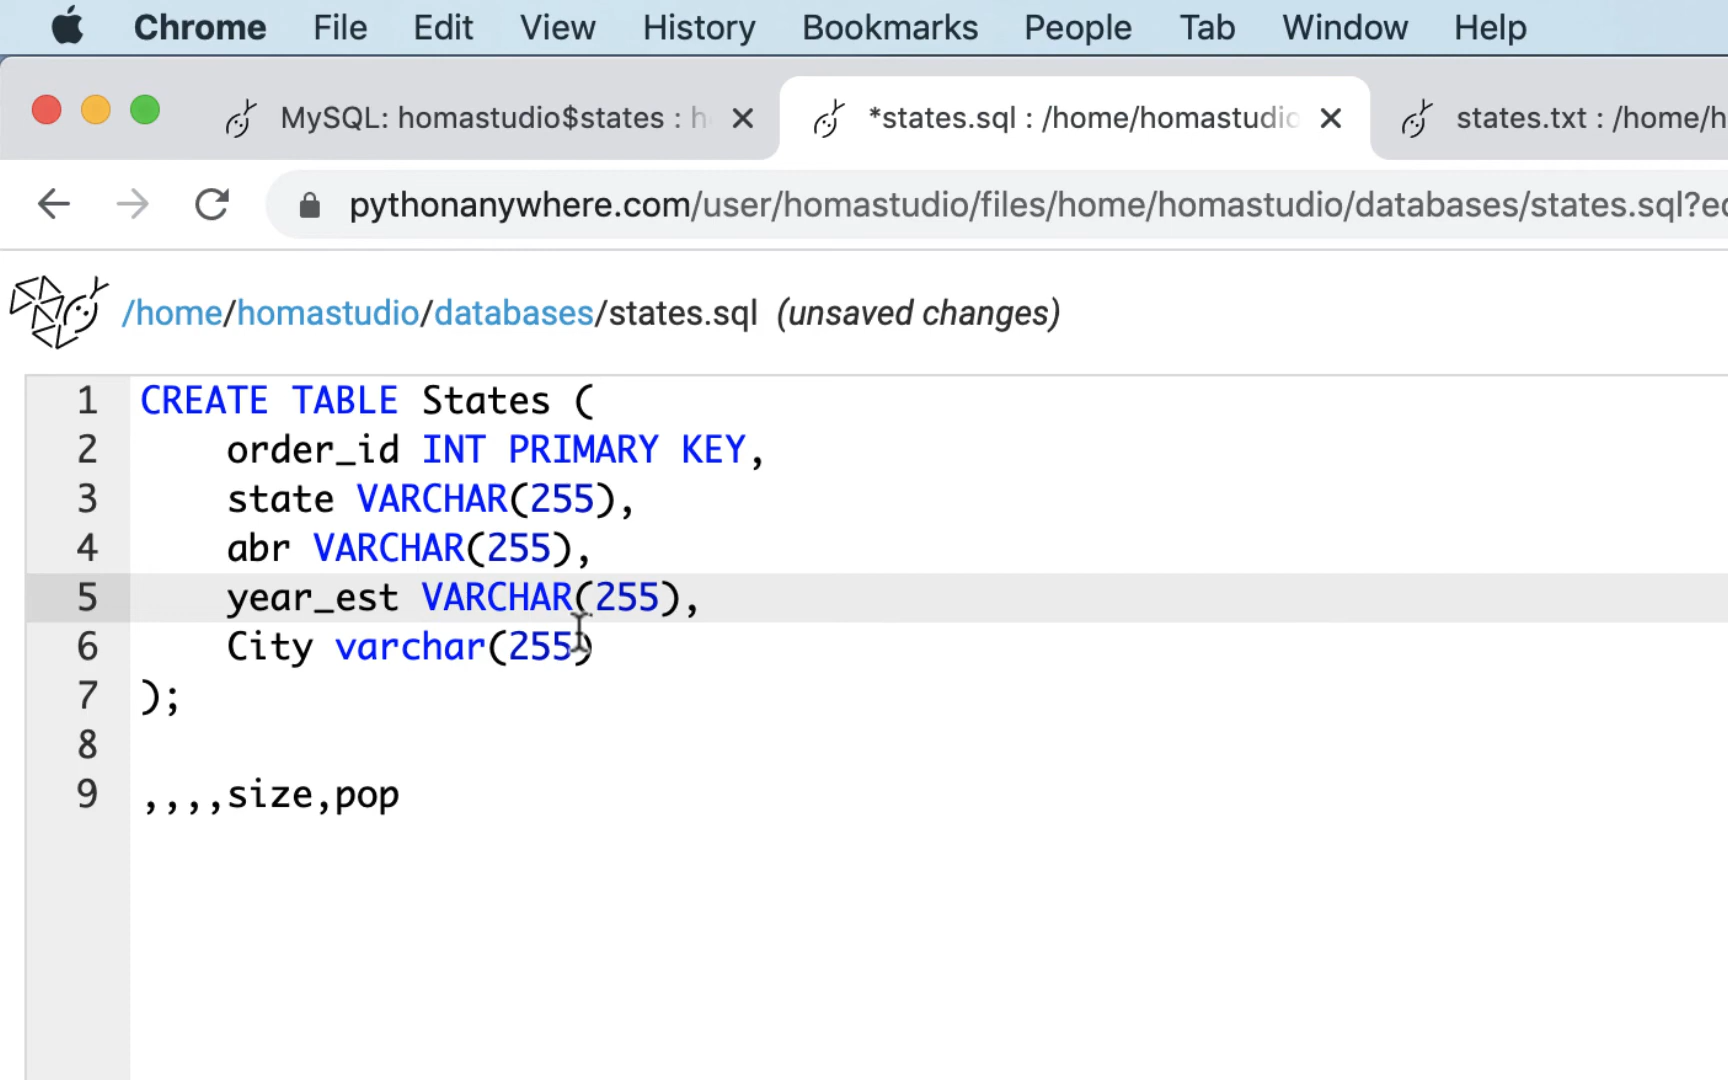 Chrome File Edit View History Bookmarks People Tab Window Help
MySQL: homastudio$states : h
*states.sql : /home/homastudio
states.txt : /home/h
pythonanywhere.com/user/homastudio/files/home/homastudio/databases/states.sql?ed
/home/homastudio/databases/states.sql (unsaved changes)
1 CREATE TABLE States (
2 order_id INT PRIMARY KEY,
3 state VARCHAR(255),
4 abr VARCHAR(255),
5 year_est VARCHAR(255),
6 City varchar(255)
7 );
8
9 ,,,,size,pop